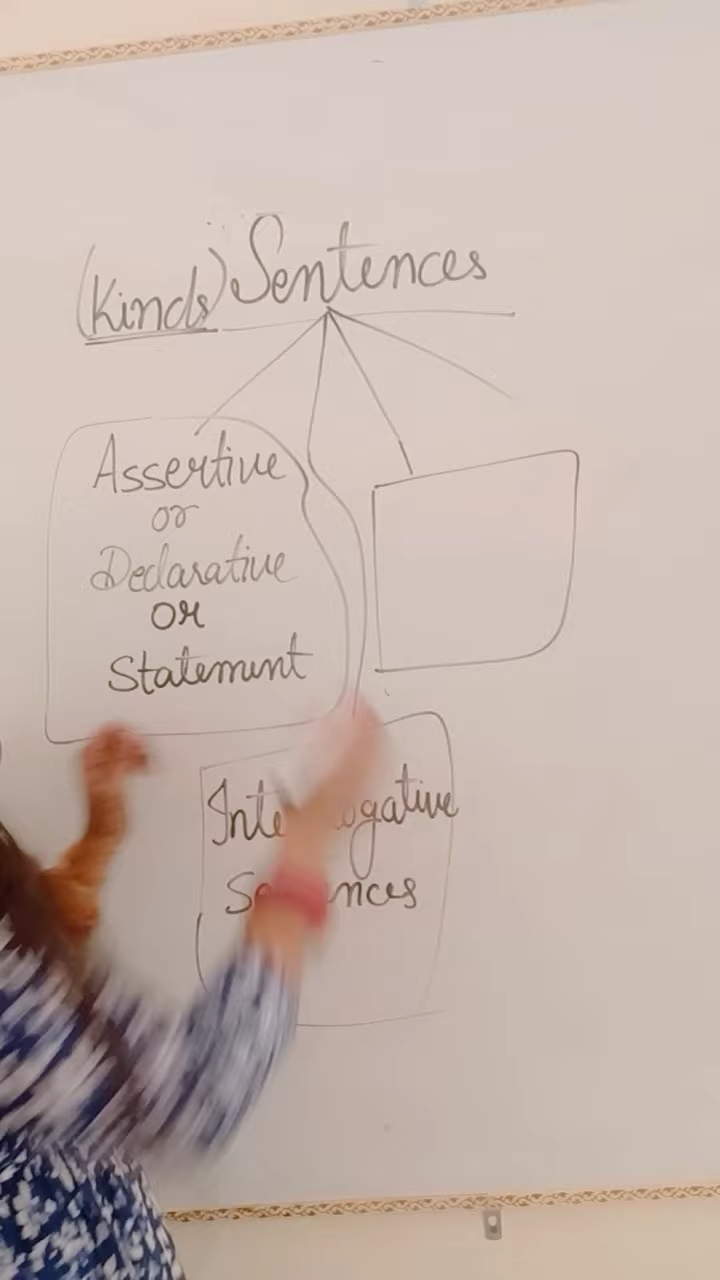 (Kinds) Sentences
Assertive
or
Declarative
OR
Statement